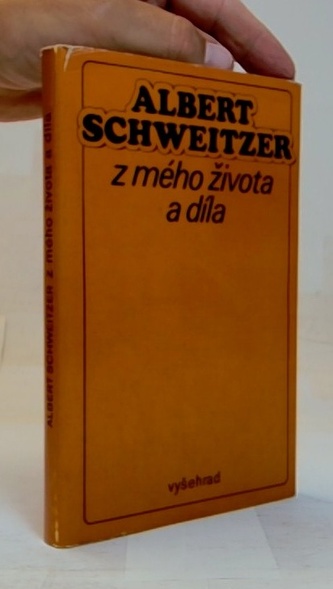 ALBERT
SCHWEITZER
z mého života
a díla
vyšehrad
ALBERT SCHWEITZER z mého života a díla